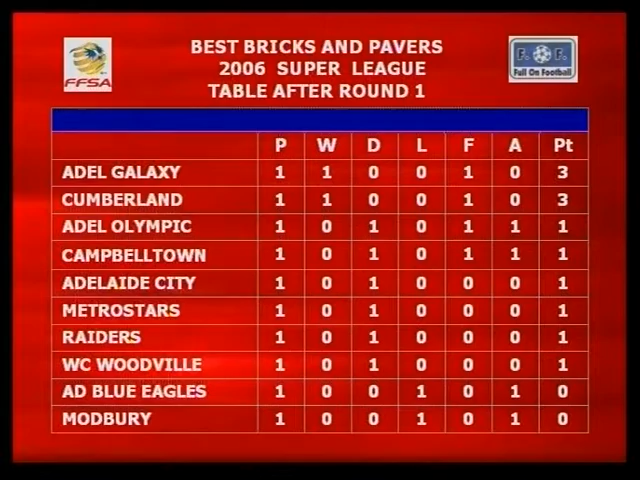 FFSA
BEST BRICKS AND PAVERS
2006 SUPER LEAGUE
TABLE AFTER ROUND 1
F. F.
Full On Football
P W D L F A Pt
ADEL GALAXY 1 1 0 0 1 0 3
CUMBERLAND 1 1 0 0 1 0 3
ADEL OLYMPIC 1 0 1 0 1 1 1
CAMPBELLTOWN 1 0 1 0 1 1 1
ADELAIDE CITY 1 0 1 0 0 0 1
METROSTARS 1 0 1 0 0 0 1
RAIDERS 1 0 1 0 0 0 1
WC WOODVILLE 1 0 1 0 0 0 1
AD BLUE EAGLES 1 0 0 1 0 1 0
MODBURY 1 0 0 1 0 1 0